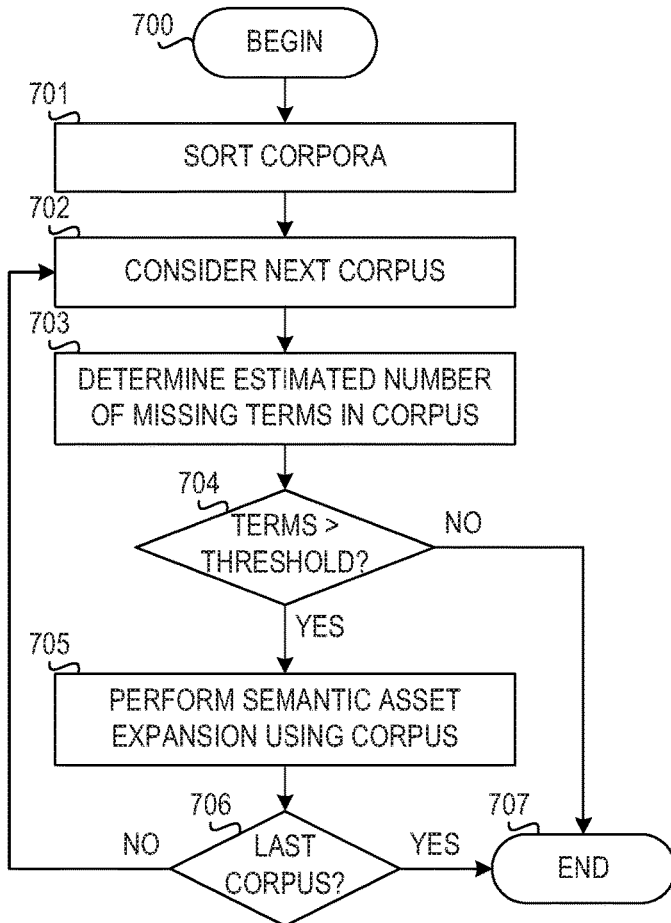 700
BEGIN
701
SORT CORPORA
702
CONSIDER NEXT CORPUS
703
DETERMINE ESTIMATED NUMBER
OF MISSING TERMS IN CORPUS
704
TERMS >
THRESHOLD?
NO
YES
705
PERFORM SEMANTIC ASSET
EXPANSION USING CORPUS
706
NO
LAST
CORPUS?
YES
707
END